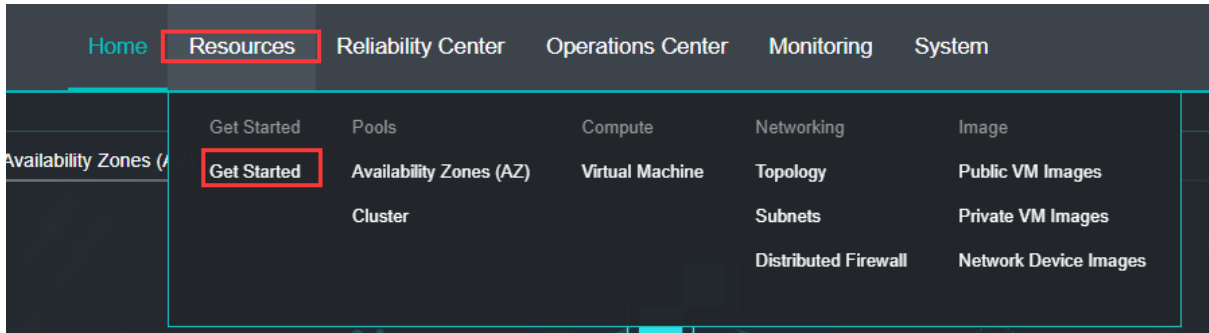 Home Resources Reliability Center Operations Center Monitoring System
Get Started Pools Compute Networking Image
Availability Zones (A
Get Started Availability Zones (AZ) Virtual Machine Topology Public VM Images
Cluster Subnets Private VM Images
Distributed Firewall Network Device Images